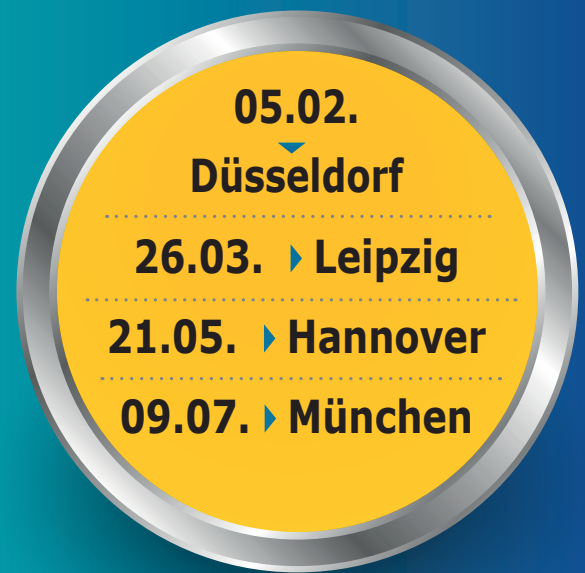 05.02.
Düsseldorf
26.03. Leipzig
21.05. Hannover
09.07. München